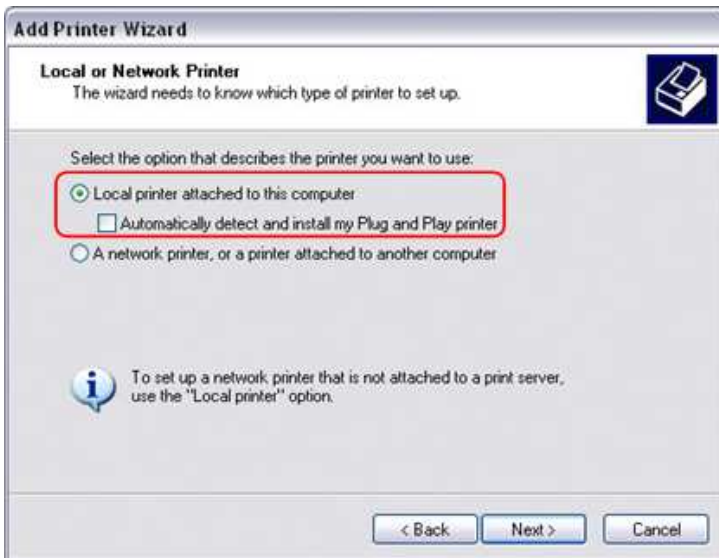 Add Printer Wizard
Local or Network Printer
The wizard needs to know which type of printer to set up.
Select the option that describes the printer you want to use:
Local printer attached to this computer
Automatically detect and install my Plug and Play printer
A network printer, or a printer attached to another computer
To set up a network printer that is not attached to a print server,
use the "Local printer" option.
< Back Next > Cancel